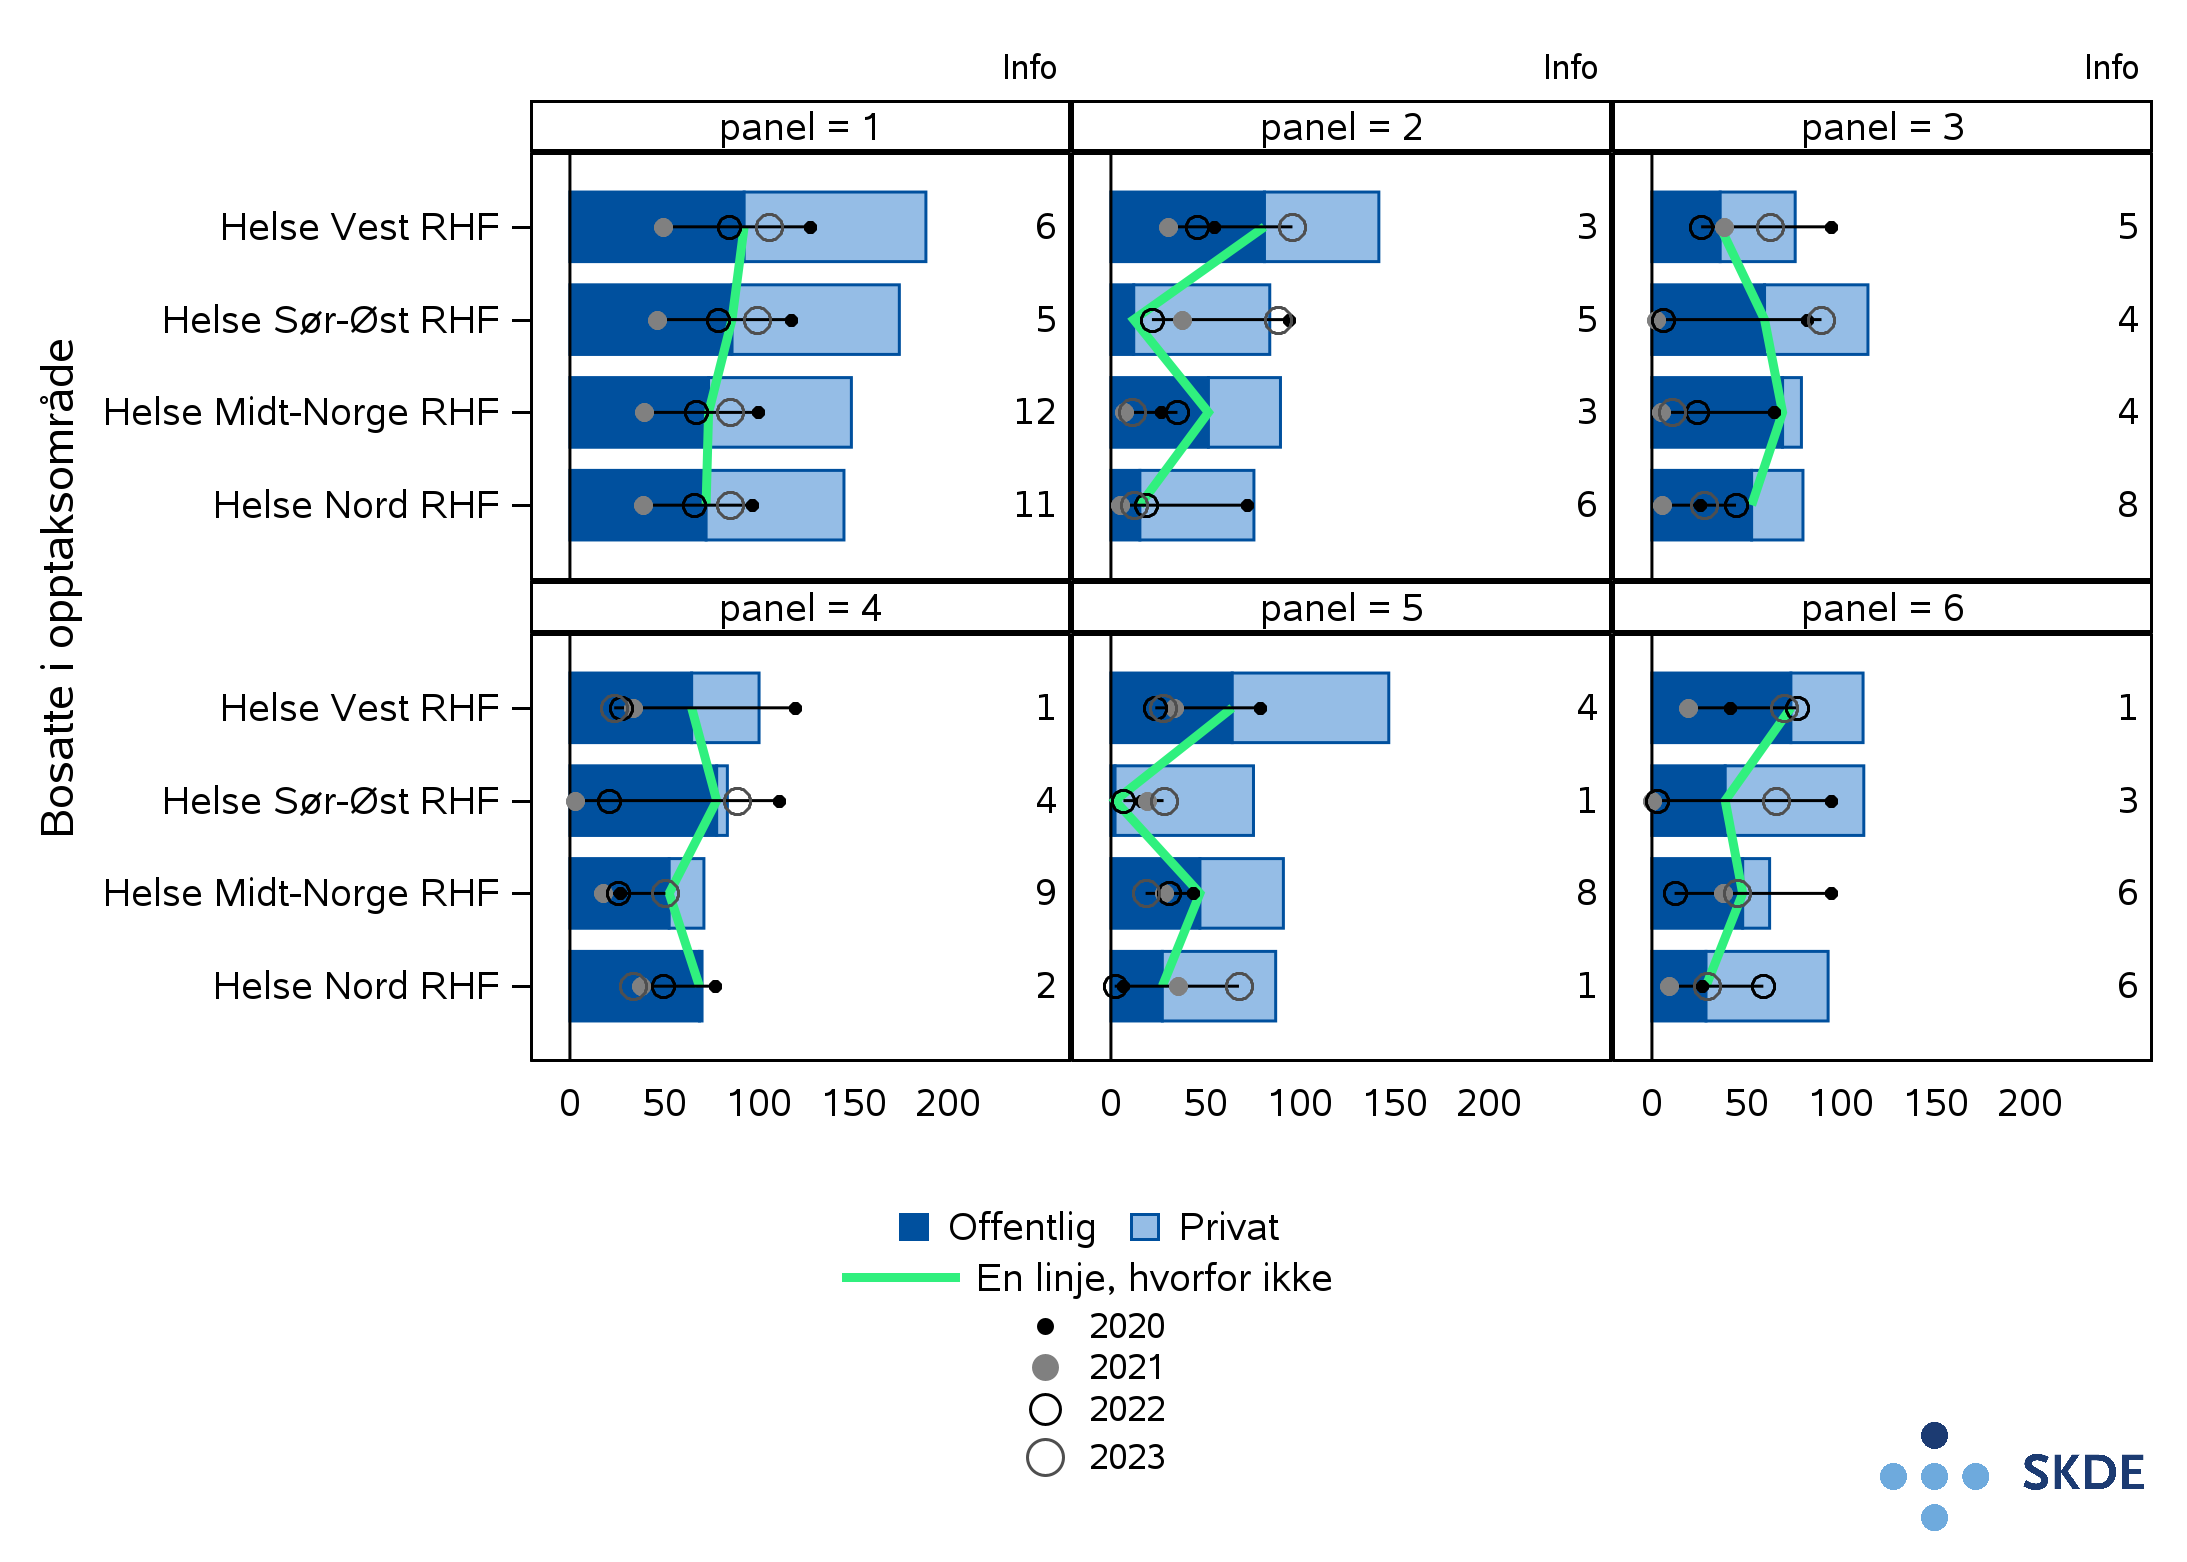 Info Info Info
panel = 1 panel = 2 panel = 3
Helse Vest RHF 6 3 5
Helse Sør-Øst RHF 5 5 4
Helse Midt-Norge RHF 12 3 4
Helse Nord RHF 11 6 8
Bosatte i opptaksområde
panel = 4 panel = 5 panel = 6
Helse Vest RHF 1 4 1
Helse Sør-Øst RHF 4 1 3
Helse Midt-Norge RHF 9 8 6
Helse Nord RHF 2 1 6
0 50 100 150 200 0 50 100 150 200 0 50 100 150 200
Offentlig Privat
En linje, hvorfor ikke
2020
2021
2022
2023
SKDE